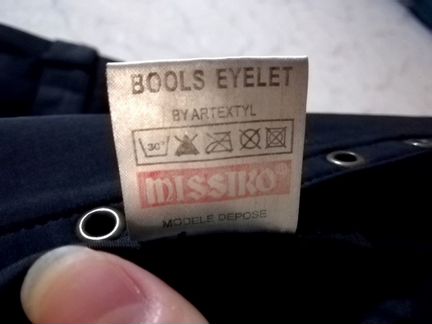 BOOLS EYELET
BY ARTEXTYL
30°
MISSIKO®
MODELE DEPOSE